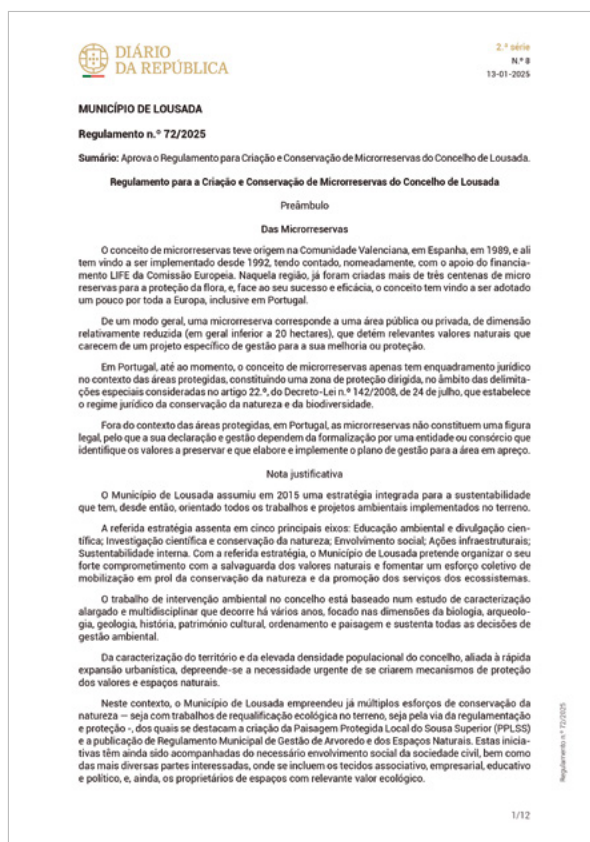 DIÁRIO
DA REPÚBLICA
2.ª série
N.º 8
13-01-2025
MUNICÍPIO DE LOUSADA
Regulamento n.º 72/2025
Sumário: Aprova o Regulamento para Criação e Conservação de Microrreservas do Concelho de Lousada.
Regulamento para a Criação e Conservação de Microrreservas do Concelho de Lousada
Preâmbulo
Das Microrreservas
O conceito de microrreservas teve origem na Comunidade Valenciana, em Espanha, em 1989, e ali
tem vindo a ser implementado desde 1992, tendo contado, nomeadamente, com o apoio do financia-
mento LIFE da Comissão Europeia. Naquela região, já foram criadas mais de três centenas de micro
reservas para a proteção da flora, e, face ao seu sucesso e eficácia, o conceito tem vindo a ser adotado
um pouco por toda a Europa, inclusive em Portugal.
De um modo geral, uma microrreserva corresponde a uma área pública ou privada, de dimensão
relativamente reduzida (em geral inferior a 20 hectares), que detém relevantes valores naturais que
carecem de um projeto específico de gestão para a sua melhoria ou proteção.
Em Portugal, até ao momento, o conceito de microrreservas apenas tem enquadramento jurídico
no contexto das áreas protegidas, constituindo uma zona de proteção dirigida, no âmbito das delimita-
ções especiais consideradas no artigo 22.º, do Decreto-Lei n.º 142/2008, de 24 de julho, que estabelece
o regime jurídico da conservação da natureza e da biodiversidade.
Fora do contexto das áreas protegidas, em Portugal, as microrreservas não constituem uma figura
legal, pelo que a sua declaração e gestão dependem da formalização por uma entidade ou consórcio que
identifique os valores a preservar e que elabore e implemente o plano de gestão para a área em apreço.
Nota justificativa
O Município de Lousada assumiu em 2015 uma estratégia integrada para a sustentabilidade
que tem, desde então, orientado todos os trabalhos e projetos ambientais implementados no terreno.
A referida estratégia assenta em cinco principais eixos: Educação ambiental e divulgação cien-
tífica; Investigação científica e conservação da natureza; Envolvimento social; Ações infraestruturais;
Sustentabilidade interna. Com a referida estratégia, o Município de Lousada pretende organizar o seu
forte comprometimento com a salvaguarda dos valores naturais e fomentar um esforço coletivo de
mobilização em prol da conservação da natureza e da promoção dos serviços dos ecossistemas.
O trabalho de intervenção ambiental no concelho está baseado num estudo de caracterização
alargado e multidisciplinar que decorre há vários anos, focado nas dimensões da biologia, arqueolo-
gia, geologia, história, património cultural, ordenamento e paisagem e sustenta todas as decisões de
gestão ambiental.
Da caracterização do território e da elevada densidade populacional do concelho, aliada à rápida
expansão urbanística, depreende-se a necessidade urgente de se criarem mecanismos de proteção
dos valores e espaços naturais.
Neste contexto, o Município de Lousada empreendeu já múltiplos esforços de conservação da
natureza — seja com trabalhos de requalificação ecológica no terreno, seja pela via da regulamentação
e proteção -, dos quais se destacam a criação da Paisagem Protegida Local do Sousa Superior (PPLSS)
e a publicação de Regulamento Municipal de Gestão de Arvoredo e dos Espaços Naturais. Estas inicia-
tivas têm ainda sido acompanhadas do necessário envolvimento da sociedade civil, bem como
das mais diversas partes interessadas, onde se incluem os tecidos associativo, empresarial, educativo
e político, e, ainda, os proprietários de espaços com relevante valor ecológico.
Regulamento n.º 72/2025
1/12